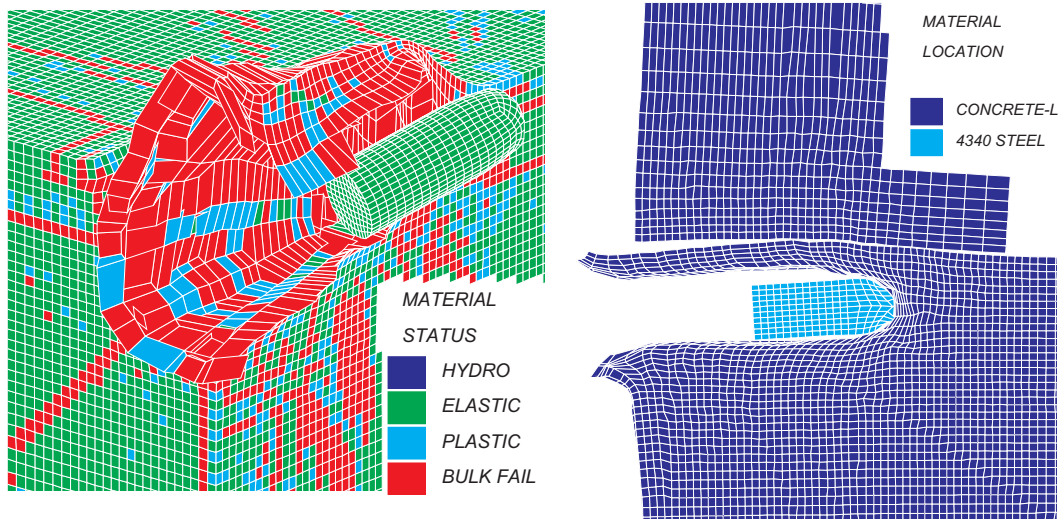 MATERIAL
STATUS
HYDRO
ELASTIC
PLASTIC
BULK FAIL
MATERIAL
LOCATION
CONCRETE-L
4340 STEEL